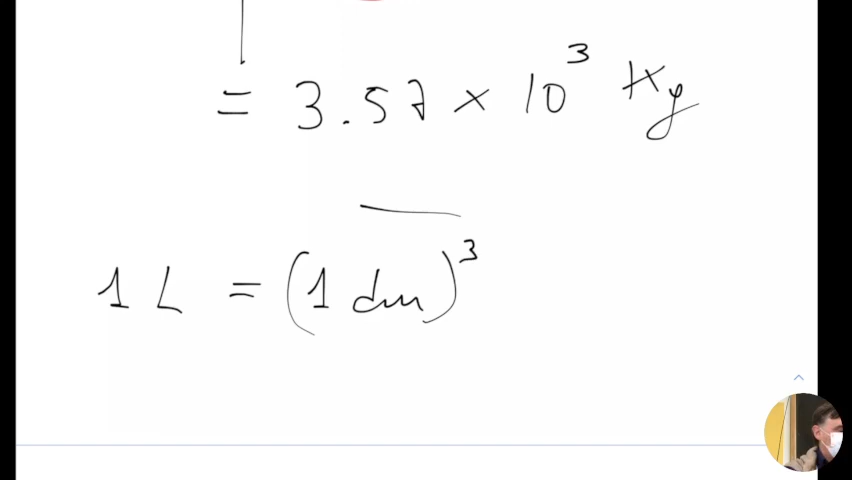 = 3.57 × 10³ Kg
1 L = (1 dm)³